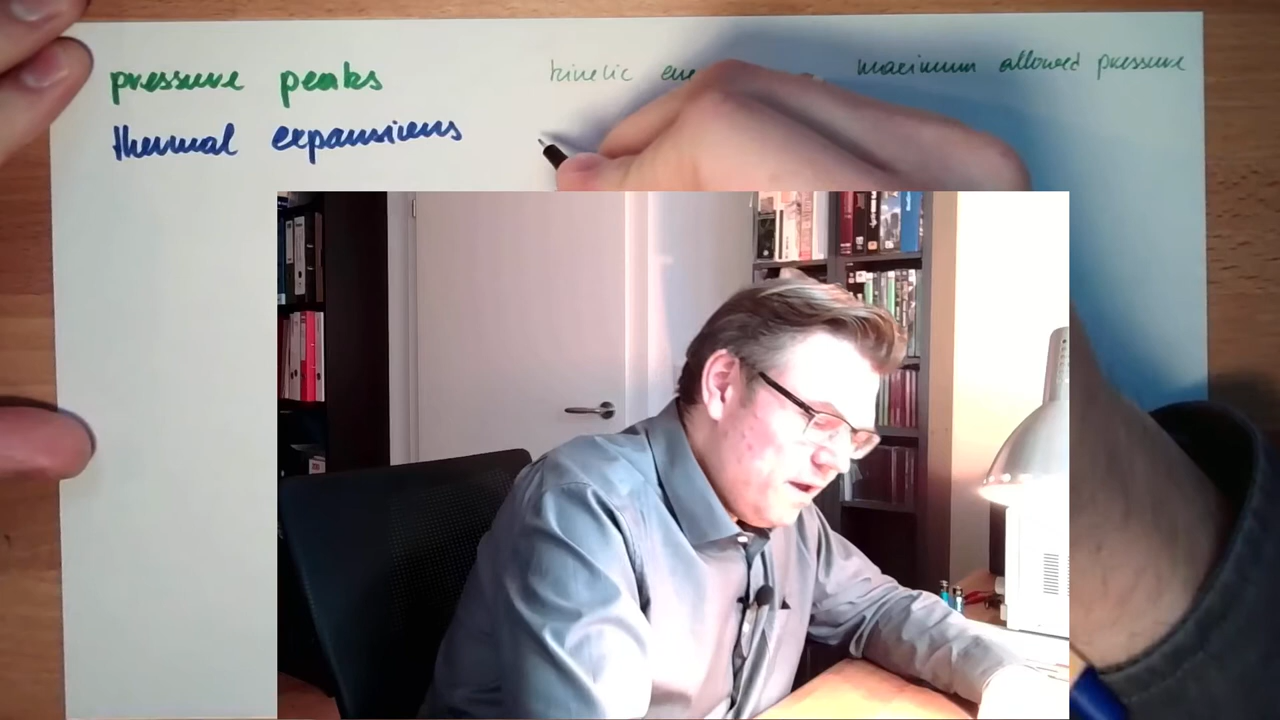 pressure peaks kinetic maximum allowed pressure
thermal expansions